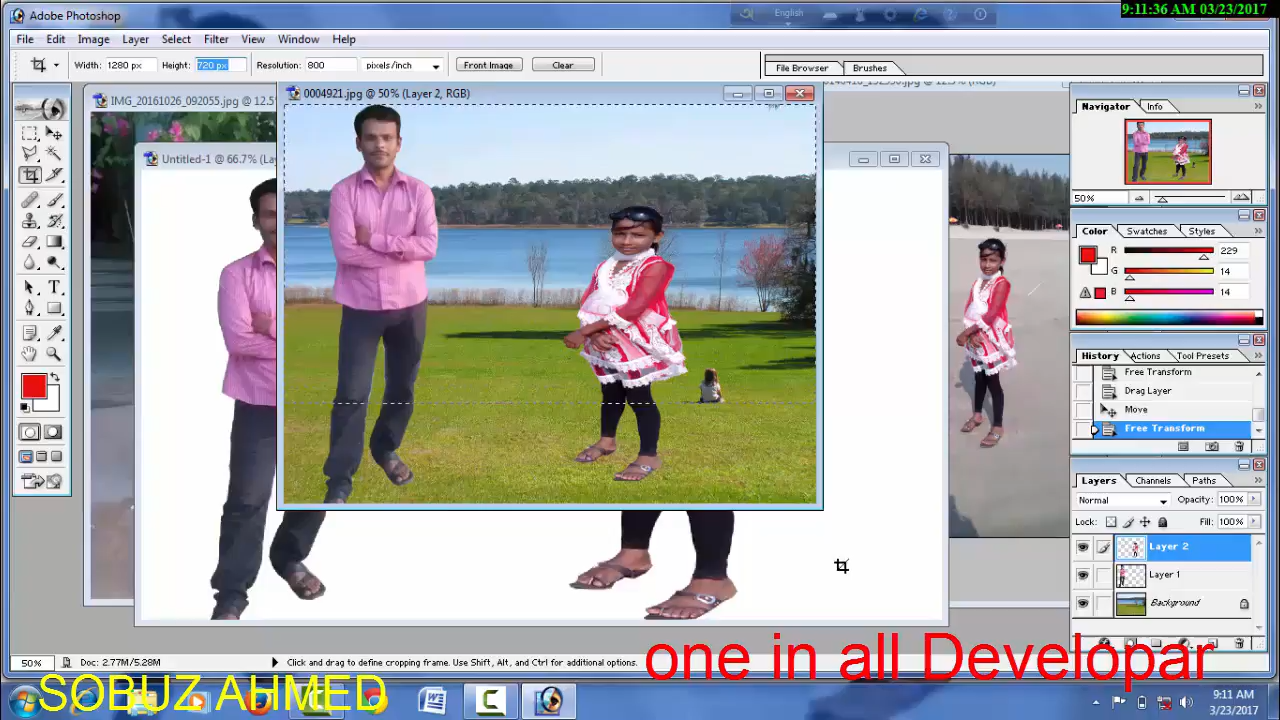 Adobe Photoshop
English
9:11:36 AM 03/23/2017
File Edit Image Layer Select Filter View Window Help
Width: 1280 px Height: 720 px Resolution: 800 pixels/inch Front Image Clear
File Browser Brushes
IMG_20161026_092055.jpg @ 12.5
0004921.jpg @ 50% (Layer 2, RGB)
Untitled-1 @ 66.7% (La
Navigator Info
50%
Color Swatches Styles
R 229
G 14
B 14
History Actions Tool Presets
Free Transform
Drag Layer
Move
Free Transform
Layers Channels Paths
Normal Opacity: 100%
Lock: Fill: 100%
Layer 2
Layer 1
Background
50% Doc: 2.77M/5.28M Click and drag to define cropping frame. Use Shift, Alt, and Ctrl for additional options.
one in all Developar
SOBUZ AHMED
9:11 AM
3/23/2017